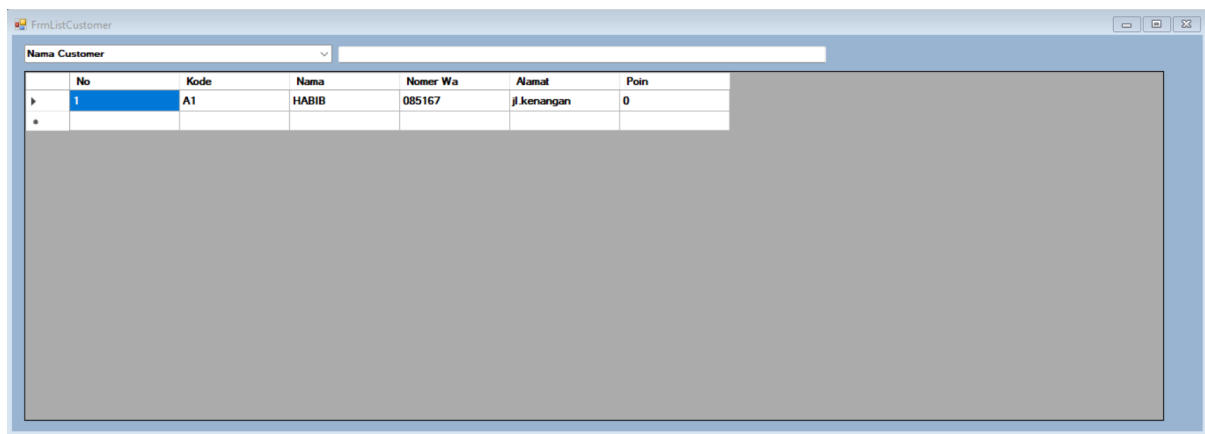 FrmListCustomer
Nama Customer
No Kode Nama Nomer Wa Alamat Poin
1 A1 HABIB 085167 jl.kenangan 0